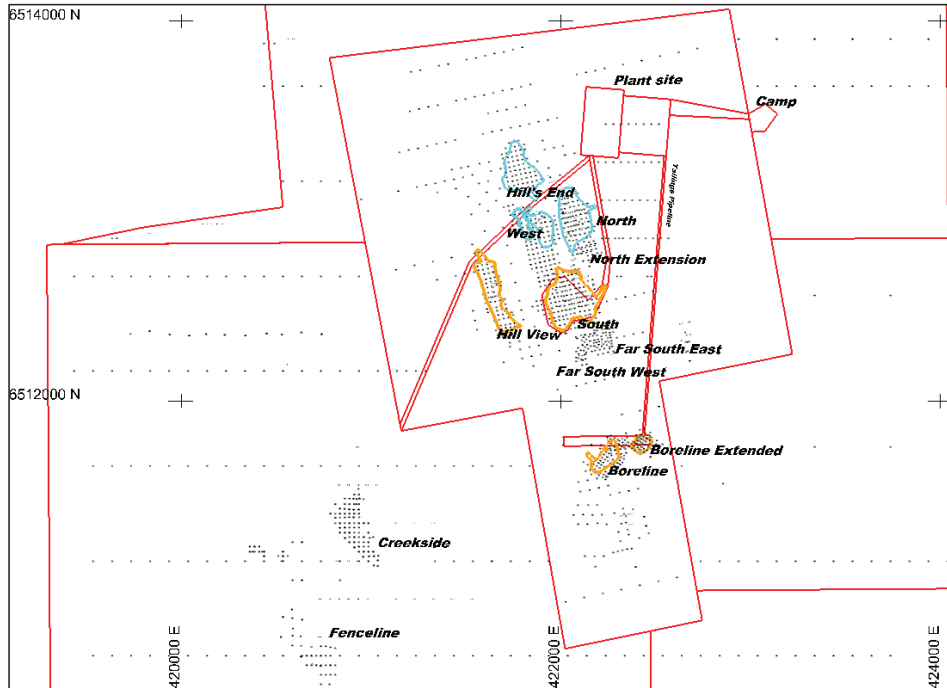 6514000 N
Plant site
Camp
Yarlinga Pipeline
Hill's End
North
West
North Extension
South
Hill View
Far South East
Far South West
6512000 N
Boreline Extended
Boreline
Creekside
Fenceline
420000 E
422000 E
424000 E